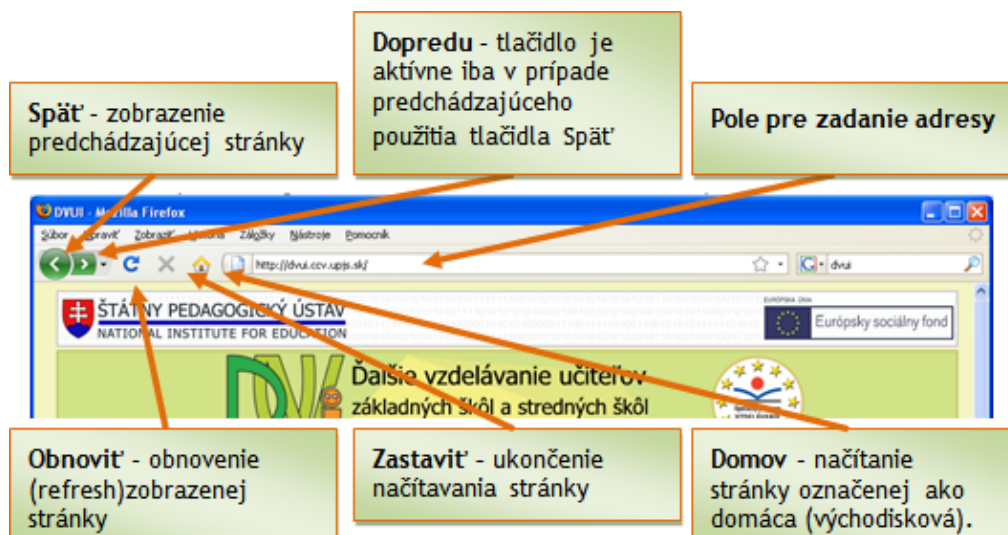 Dopredu - tlačidlo je
aktívne iba v prípade
predchádzajúceho
použitia tlačidla Späť
Späť - zobrazenie
predchádzajúcej stránky
Pole pre zadanie adresy
DVUI - Mozilla Firefox
Súbor Upraviť Zobraziť História Záložky Nástroje Pomocník
http://dvui.ccv.upjs.sk/
dvui
ŠTÁTNY PEDAGOGICKÝ ÚSTAV
NATIONAL INSTITUTE FOR EDUCATION
EURÓPSKA ÚNIA
Európsky sociálny fond
Ďalšie vzdelávanie učiteľov
základných škôl a stredných škôl
Obnoviť - obnovenie
(refresh)zobrazenej
stránky
Zastaviť - ukončenie
načítavania stránky
Domov - načítanie
stránky označenej ako
domáca (východisková).